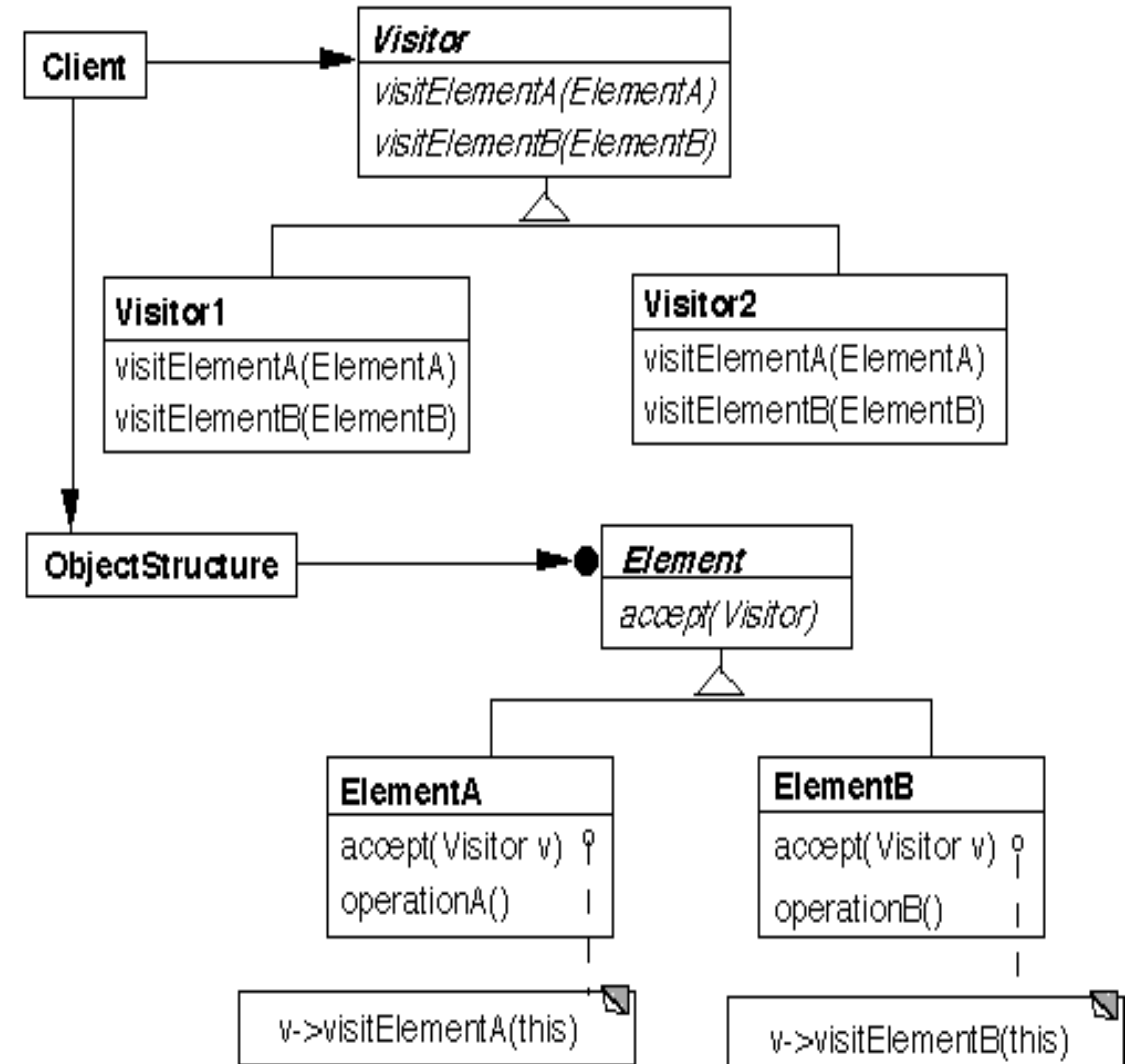 Client
Visitor
visitElementA(ElementA)
visitElementB(ElementB)
Visitor1
visitElementA(ElementA)
visitElementB(ElementB)
Visitor2
visitElementA(ElementA)
visitElementB(ElementB)
ObjectStructure
Element
accept(Visitor)
ElementA
accept(Visitor v)
operationA()
ElementB
accept(Visitor v)
operationB()
v->visitElementA(this)
v->visitElementB(this)